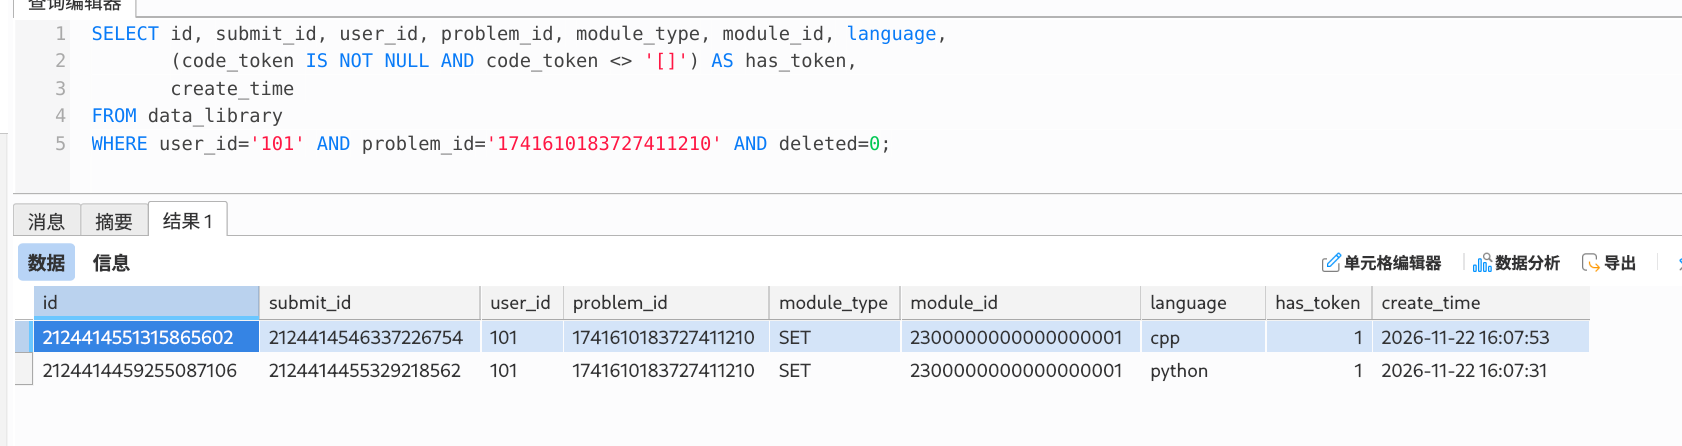 查询编辑器
1 SELECT id, submit_id, user_id, problem_id, module_type, module_id, language,
2 (code_token IS NOT NULL AND code_token <> '[]') AS has_token,
3 create_time
4 FROM data_library
5 WHERE user_id='101' AND problem_id='1741610183727411210' AND deleted=0;
消息 摘要 结果 1
数据 信息 单元格编辑器 数据分析 导出
id submit_id user_id problem_id module_type module_id language has_token create_time
2124414551315865602 2124414546337226754 101 1741610183727411210 SET 2300000000000000001 cpp 1 2026-11-22 16:07:53
2124414459255087106 2124414455329218562 101 1741610183727411210 SET 2300000000000000001 python 1 2026-11-22 16:07:31